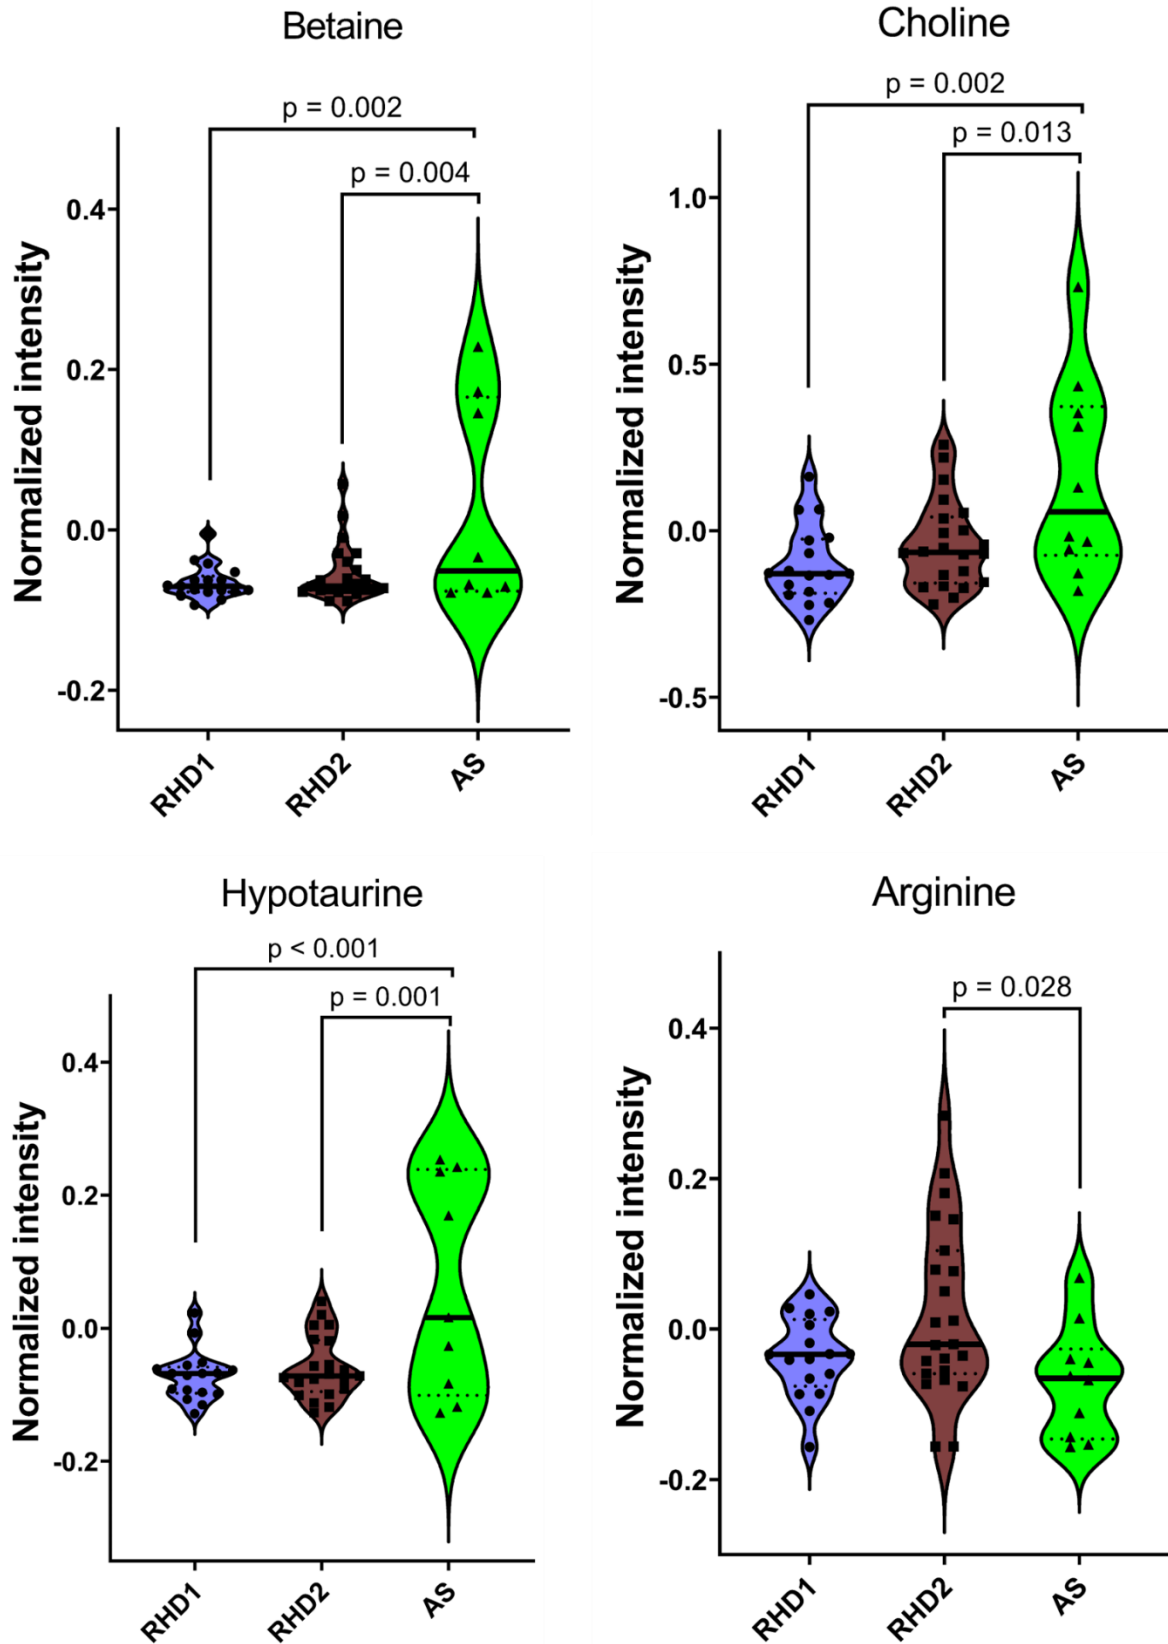 Betaine
p = 0.002
p = 0.004
Normalized intensity
0.4
0.2
0.0
-0.2
RHD1
RHD2
AS
Choline
p = 0.002
p = 0.013
Normalized intensity
1.0
0.5
0.0
-0.5
RHD1
RHD2
AS
Hypotaurine
p < 0.001
p = 0.001
Normalized intensity
0.4
0.2
0.0
-0.2
RHD1
RHD2
AS
Arginine
p = 0.028
Normalized intensity
0.4
0.2
0.0
-0.2
RHD1
RHD2
AS